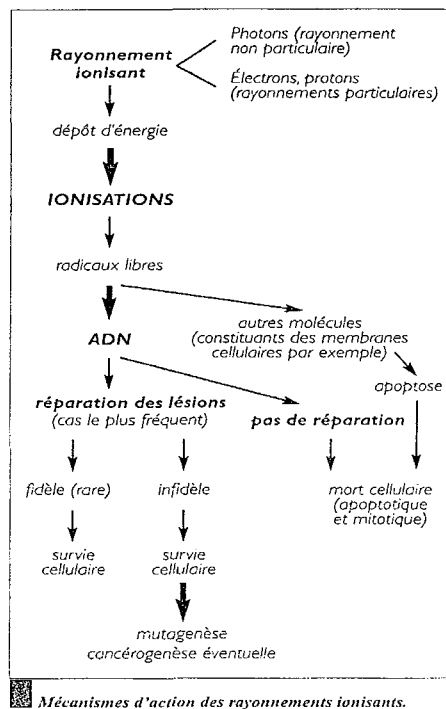 Photons (rayonnement
non particulaire)
Rayonnement
ionisant
Électrons, protons
(rayonnements particulaires)
dépôt d'énergie
IONISATIONS
radicaux libres
autres molécules
(constituants des membranes
cellulaires par exemple)
ADN
apoptose
réparation des lésions
(cas le plus fréquent)
pas de réparation
fidèle (rare)
infidèle
mort cellulaire
(apoptotique
et mitotique)
survie
cellulaire
survie
cellulaire
mutagenèse
cancérogenèse éventuelle
Mécanismes d'action des rayonnements ionisants.